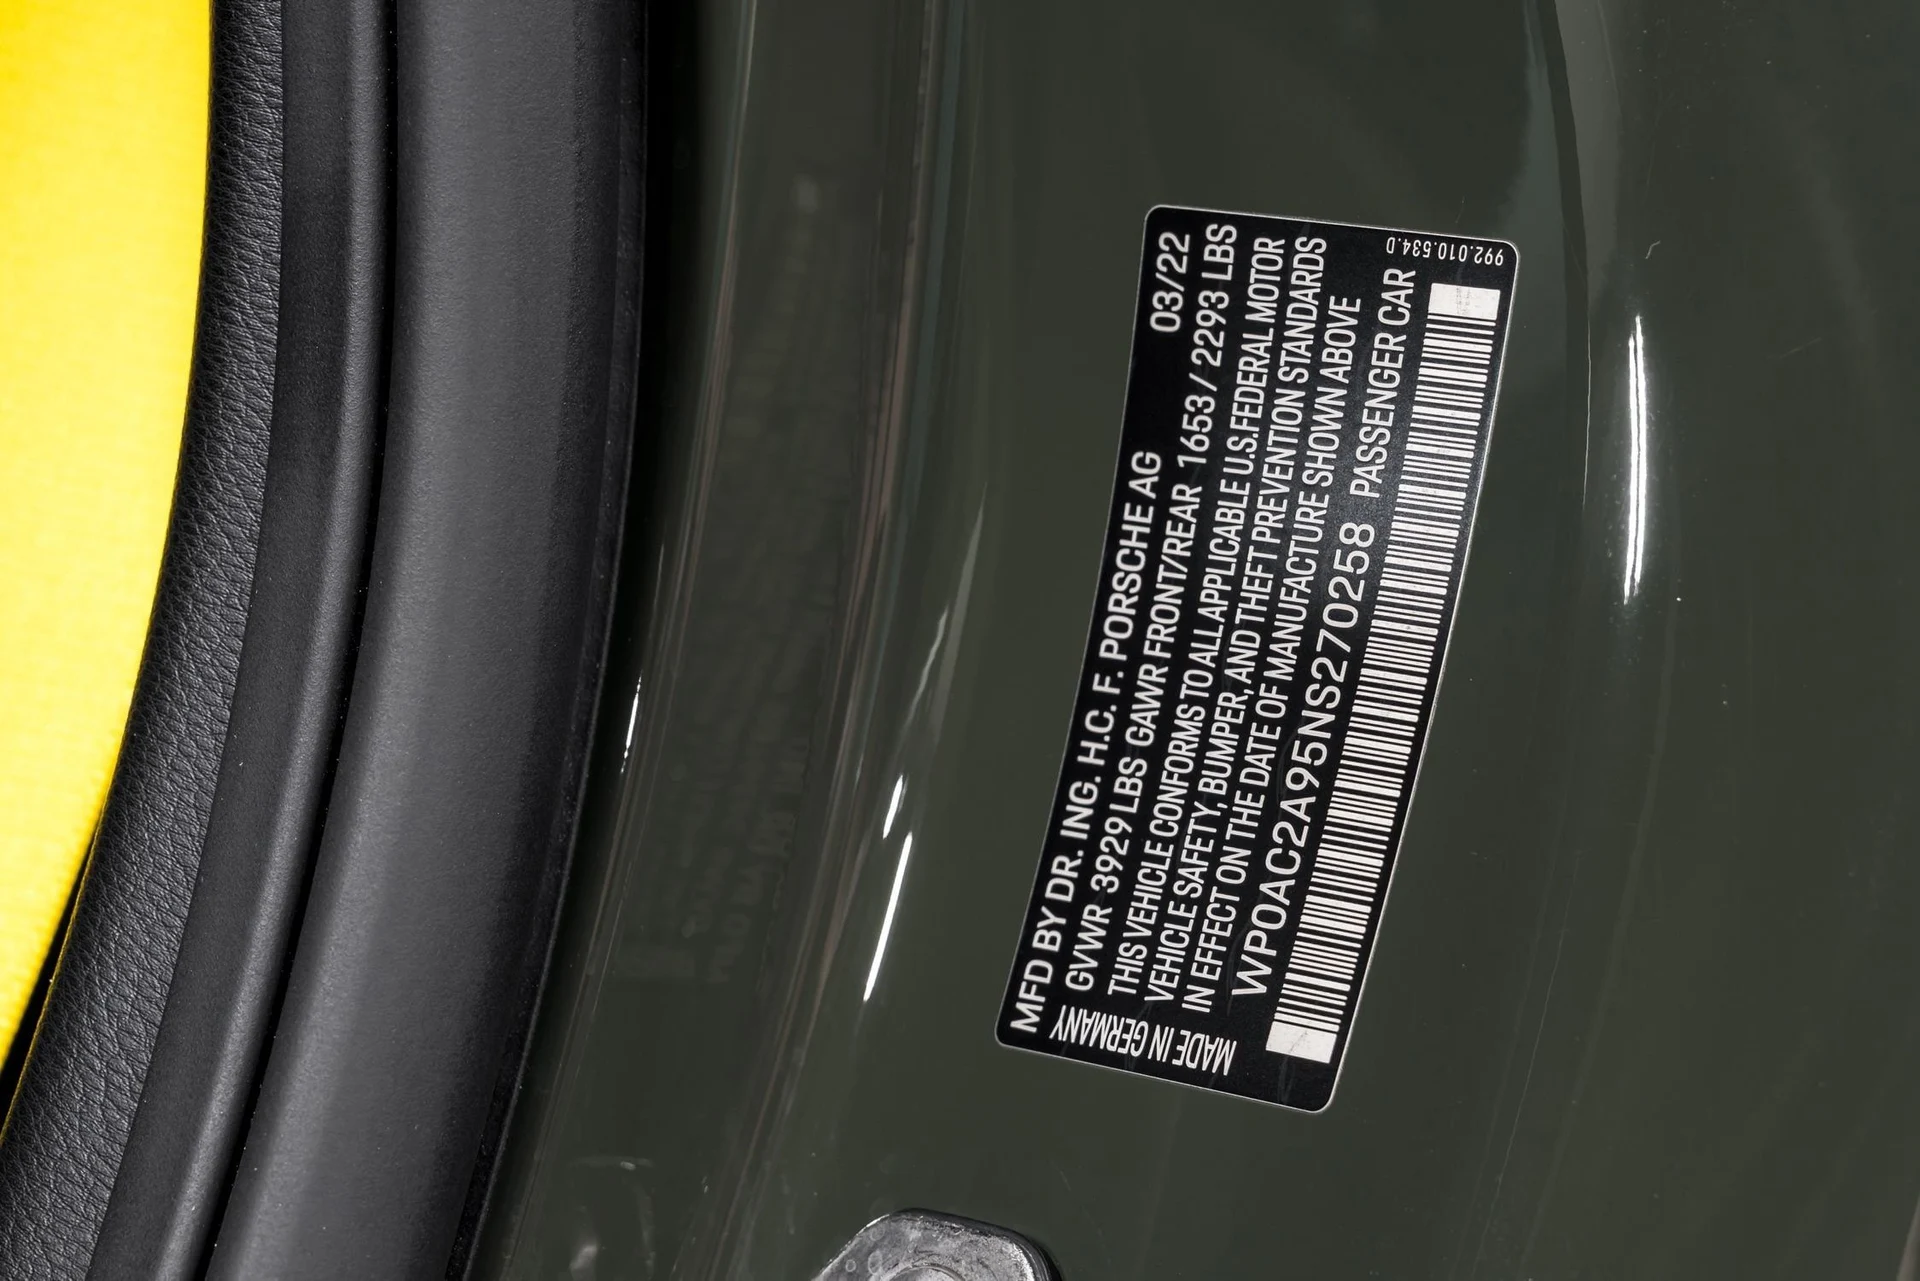 MFD BY DR. ING. H.C. F. PORSCHE AG 03/22
GVWR 3929 LBS GAWR FRONT/REAR 1653 / 2293 LBS
THIS VEHICLE CONFORMS TO ALL APPLICABLE U.S.FEDERAL MOTOR
VEHICLE SAFETY, BUMPER, AND THEFT PREVENTION STANDARDS
IN EFFECT ON THE DATE OF MANUFACTURE SHOWN ABOVE
WP0AC2A95NS270258 PASSENGER CAR
MADE IN GERMANY
992.010.534.D